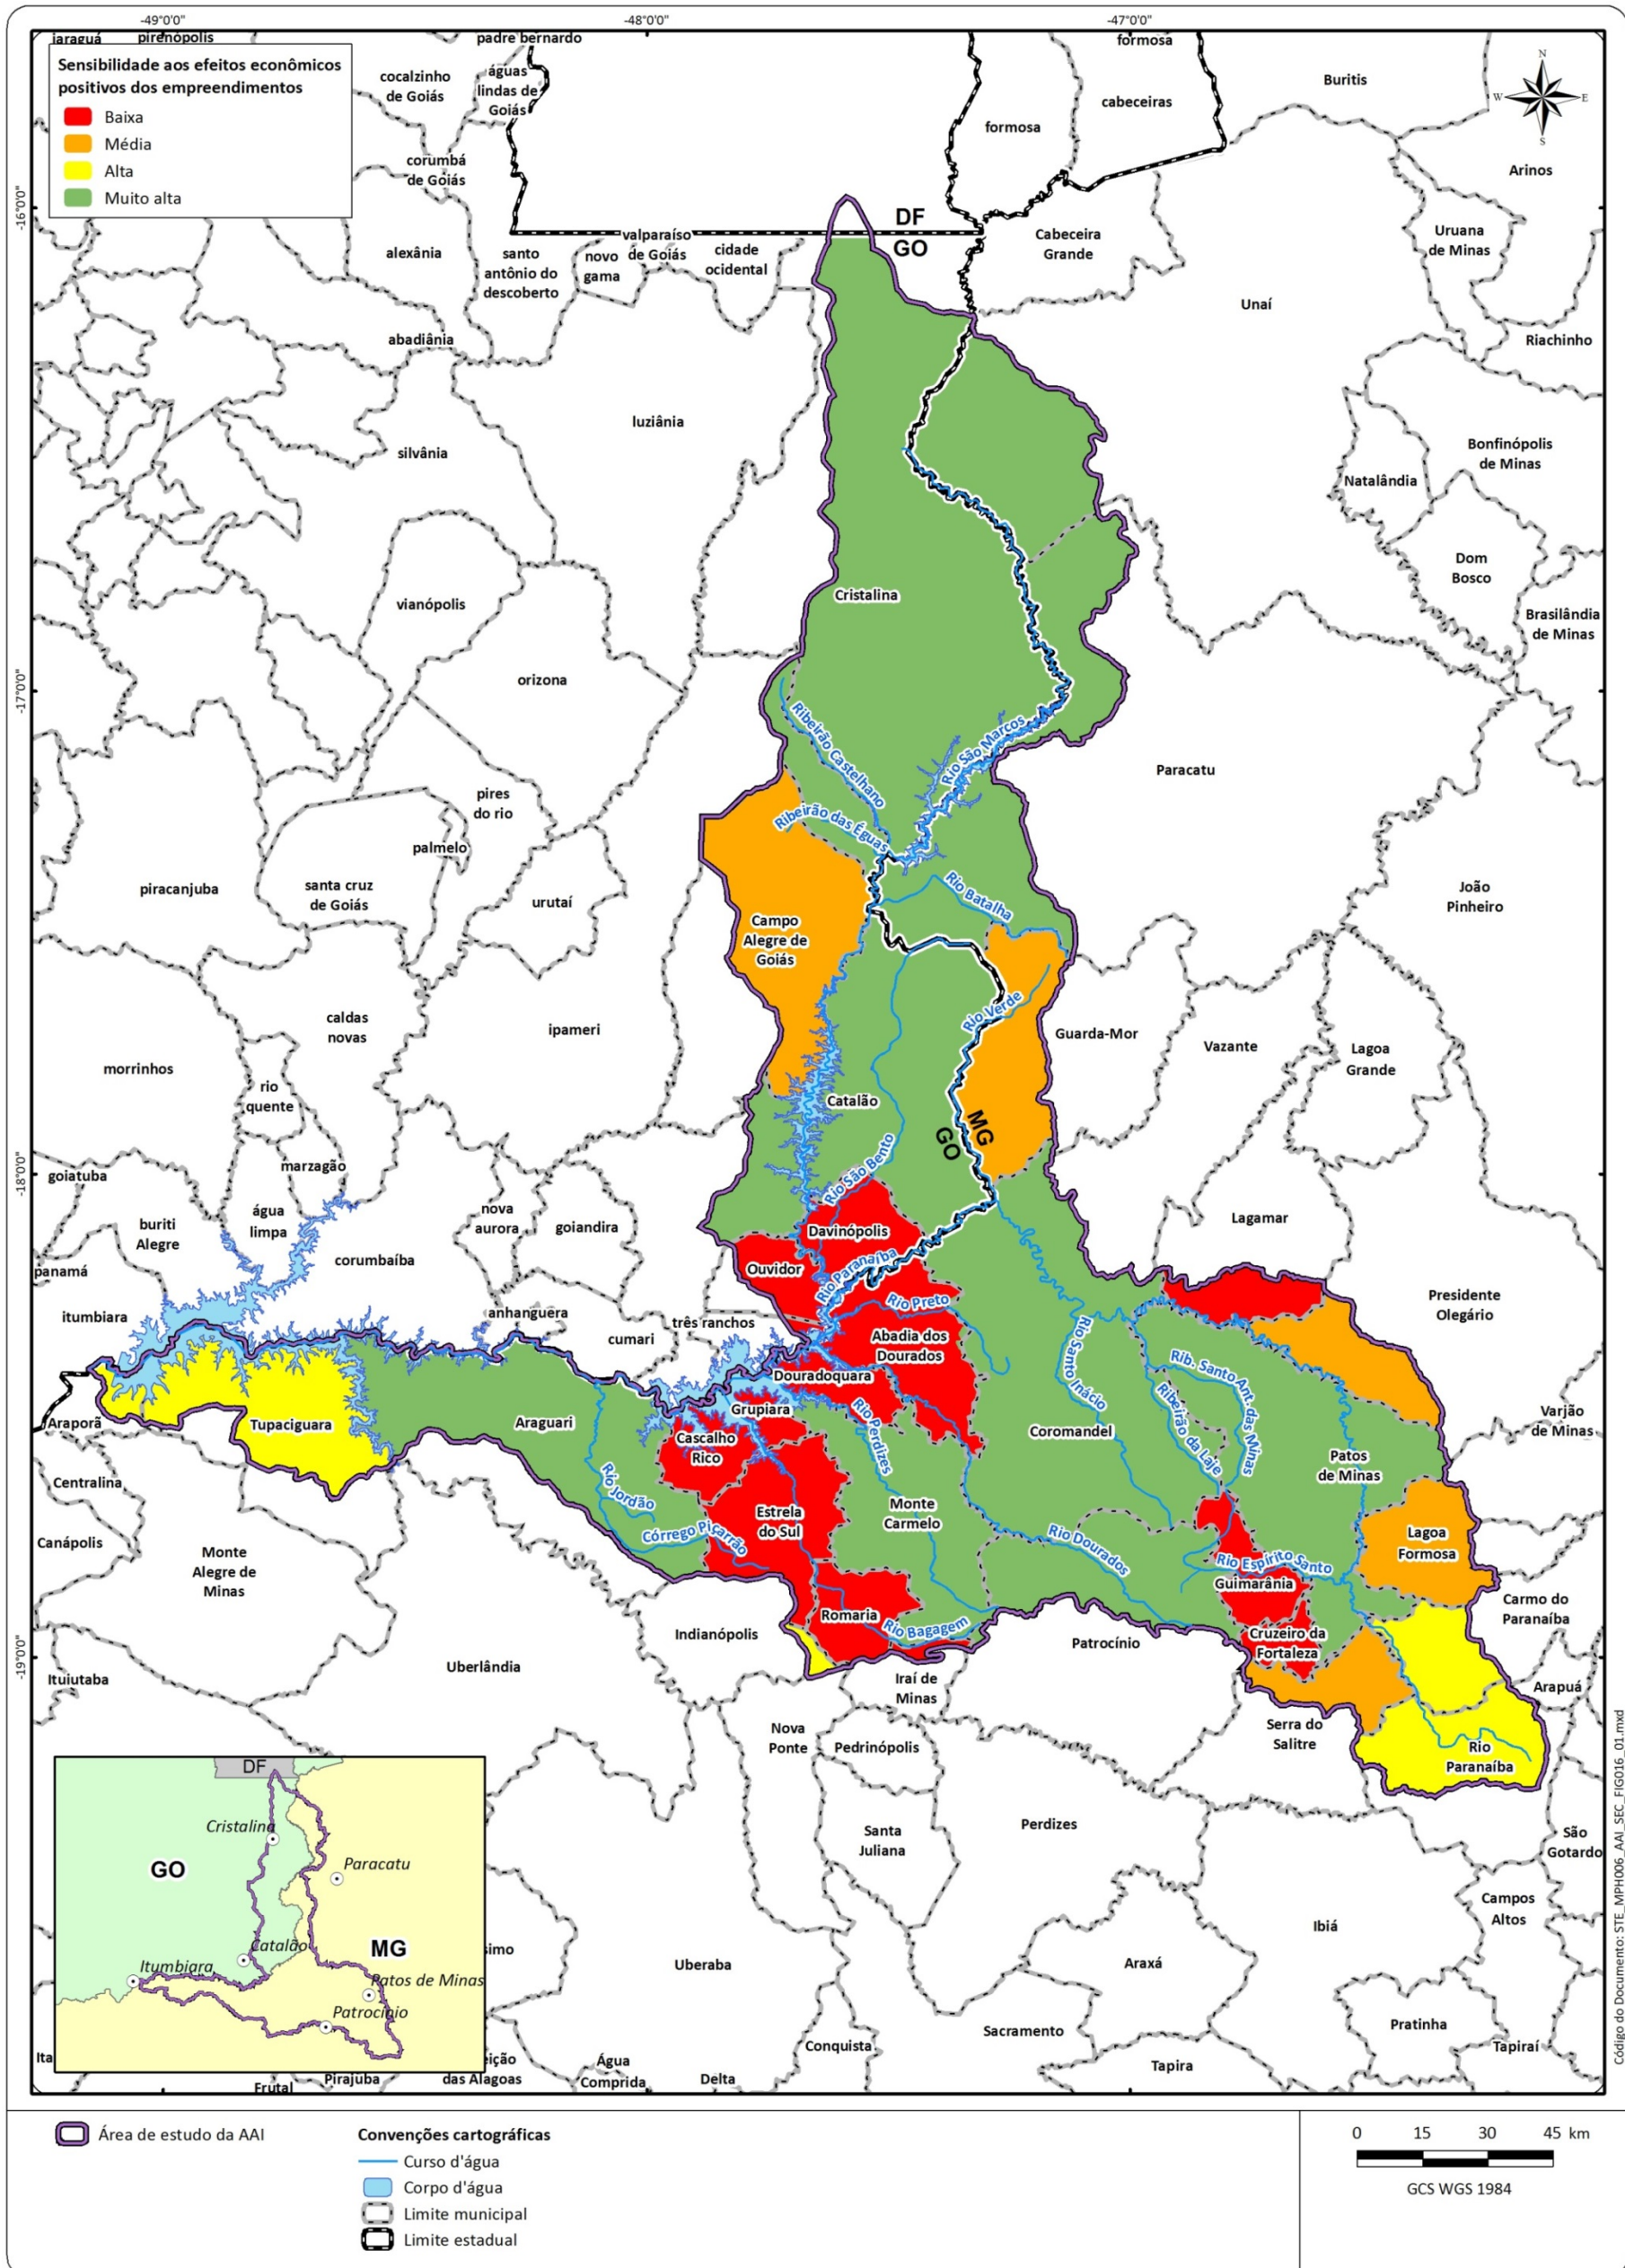 -49°0'0"
-48°0'0"
-47°0'0"
jaraguá
pirenópolis
padre bernardo
formosa
Sensibilidade aos efeitos econômicos
positivos dos empreendimentos
Baixa
Média
Alta
Muito alta
cocalzinho
de Goiás
águas
lindas de
Goiás
cabeceiras
Buritis
formosa
N
W
E
S
corumbá
de Goiás
Arinos
-16°0'0"
DF
GO
alexânia
santo
antônio do
descoberto
novo
gama
valparaíso
de Goiás
cidade
ocidental
Cabeceira
Grande
Uruana
de Minas
Unaí
abadiânia
Riachinho
luziânia
silvânia
Bonfinópolis
de Minas
Natalândia
Dom
Bosco
Cristalina
vianópolis
Brasilândia
de Minas
-17°0'0"
orizona
Ribeirão Castelhano
Rio São Marcos
Paracatu
pires
do rio
Ribeirão das Éguas
palmelo
piracanjuba
santa cruz
de Goiás
urutaí
Rio Batalha
João
Pinheiro
Campo
Alegre de
Goiás
caldas
novas
ipameri
Rio Verde
Guarda-Mor
Vazante
Lagoa
Grande
morrinhos
rio
quente
Catalão
MG
GO
-18°0'0"
goiatuba
marzagão
Rio São Bento
buriti
Alegre
água
limpa
nova
aurora
goiandira
Davinópolis
Lagamar
panamá
corumbaíba
Ouvidor
Rio Paranaíba
itumbiara
anhanguera
cumari
três ranchos
Rio Preto
Abadia dos
Dourados
Presidente
Olegário
Rio Santo Inácio
Douradoquara
Rib. Santo Ant. das Minas
Ribeirão da Laje
Araporã
Tupaciguara
Araguari
Grupiara
Cascalho
Rico
Rio Perdizes
Coromandel
Patos
de Minas
Varjão
de Minas
Centralina
Rio Jordão
Estrela
do Sul
Monte
Carmelo
Lagoa
Formosa
Canápolis
Monte
Alegre de
Minas
Córrego Piçarrão
Rio Dourados
Rio Espírito Santo
Guimarânia
Carmo do
Paranaíba
Romaria
Rio Bagagem
Cruzeiro da
Fortaleza
-19°0'0"
Indianópolis
Patrocínio
Ituiutaba
Uberlândia
Iraí de
Minas
Arapuá
Nova
Ponte
Pedrinópolis
Serra do
Salitre
Rio
Paranaíba
DF
Cristalina
GO
Paracatu
Catalão
MG
Itumbiara
Patos de Minas
Patrocínio
Santa
Juliana
Perdizes
São
Gotardo
Campos
Altos
Ibiá
simo
Uberaba
Araxá
Sacramento
Pratinha
Conquista
Tapira
Tapiraí
Ita
Frutal
Pirajuba
eição
das Alagoas
Água
Comprida
Delta
Código do Documento: STE_MPH006_AAI_SEC_FIG016_01.mxd
Área de estudo da AAI
Convenções cartográficas
Curso d'água
Corpo d'água
Limite municipal
Limite estadual
0 15 30 45 km
GCS WGS 1984